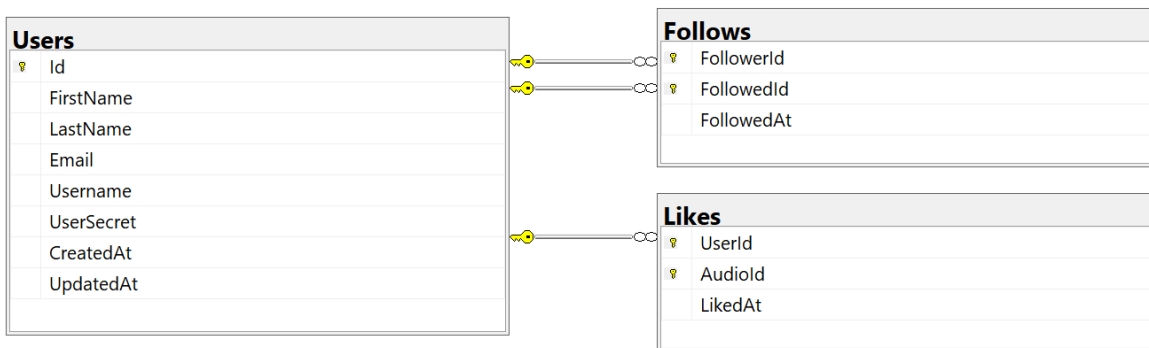 Users
Id
FirstName
LastName
Email
Username
UserSecret
CreatedAt
UpdatedAt
Follows
FollowerId
FollowedId
FollowedAt
Likes
UserId
AudioId
LikedAt